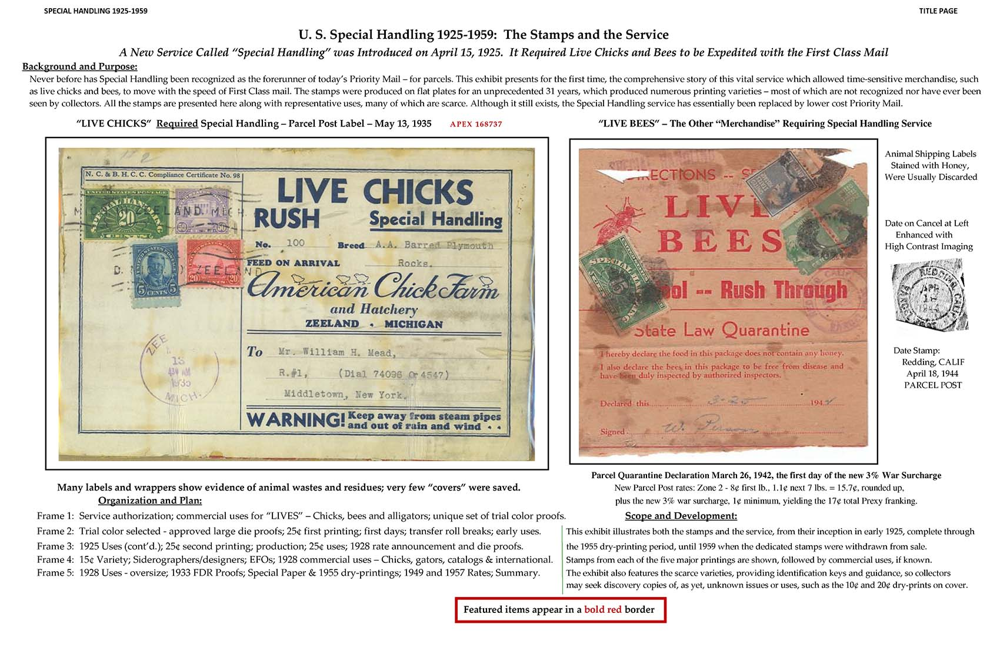 SPECIAL HANDLING 1925-1959
TITLE PAGE
U. S. Special Handling 1925-1959: The Stamps and the Service
A New Service Called “Special Handling” was Introduced on April 15, 1925. It Required Live Chicks and Bees to be Expedited with the First Class Mail
Background and Purpose:
Never before has Special Handling been recognized as the forerunner of today’s Priority Mail – for parcels. This exhibit presents for the first time, the comprehensive story of this vital service which allowed time-sensitive merchandise, such
as live chicks and bees, to move with the speed of First Class mail. The stamps were produced on flat plates for an unprecedented 31 years, which produced numerous printing varieties – most of which are not recognized nor have ever been
seen by collectors. All the stamps are presented here along with representative uses, many of which are scarce. Although it still exists, the Special Handling service has essentially been replaced by lower cost Priority Mail.
“LIVE CHICKS” Required Special Handling – Parcel Post Label – May 13, 1935 APEX 168737
N. C. & B. H. C. C. Compliance Certificate No. 98
UNITED STATES POSTAGE
SPECIAL HANDLING
20
CENTS
50 50
ZEELAND. MICH.
5 CENTS 5
20 CENTS 20
ZEELAND
LIVE CHICKS
RUSH Special Handling
No. 100 Breed A.A. Barred Plymouth
FEED ON ARRIVAL Rocks.
American Chick Farm
and Hatchery
ZEELAND • MICHIGAN
To Mr. William H. Mead,
R.#1, (Dial 74096 Or 4547)
Middletown, New York.
WARNING! Keep away from steam pipes
and out of rain and wind • •
ZEE
13
430 AM
1935
MICH.
Many labels and wrappers show evidence of animal wastes and residues; very few “covers” were saved.
Organization and Plan:
Frame 1: Service authorization; commercial uses for “LIVES” – Chicks, bees and alligators; unique set of trial color proofs.
Frame 2: Trial color selected - approved large die proofs; 25¢ first printing; first days; transfer roll breaks; early uses.
Frame 3: 1925 Uses (cont’d.); 25¢ second printing; production; 25¢ uses; 1928 rate announcement and die proofs.
Frame 4: 15¢ Variety; Siderographers/designers; EFOs; 1928 commercial uses – Chicks, gators, catalogs & international.
Frame 5: 1928 Uses - oversize; 1933 FDR Proofs; Special Paper & 1955 dry-printings; 1949 and 1957 Rates; Summary.
“LIVE BEES” – The Other “Merchandise” Requiring Special Handling Service
RECTIONS -- S
LIV
BEES
SPECIAL HANDLING
15
ool -- Rush Through
State Law Quarantine
I hereby declare the food in this package does not contain any honey.
I also declare the bees in this package to be free from disease and
have been duly inspected by authorized inspectors.
Declared this 3-25 194
Signed W. Person
Animal Shipping Labels
Stained with Honey,
Were Usually Discarded
Date on Cancel at Left
Enhanced with
High Contrast Imaging
REDDING CALIF
APR
18
1944
Date Stamp:
Redding, CALIF
April 18, 1944
PARCEL POST
Parcel Quarantine Declaration March 26, 1942, the first day of the new 3% War Surcharge
New Parcel Post rates: Zone 2 - 8¢ first lb., 1.1¢ next 7 lbs. = 15.7¢, rounded up,
plus the new 3% war surcharge, 1¢ minimum, yielding the 17¢ total Prexy franking.
Scope and Development:
This exhibit illustrates both the stamps and the service, from their inception in early 1925, complete through
the 1955 dry-printing period, until 1959 when the dedicated stamps were withdrawn from sale.
Stamps from each of the five major printings are shown, followed by commercial uses, if known.
The exhibit also features the scarce varieties, providing identification keys and guidance, so collectors
may seek discovery copies of, as yet, unknown issues or uses, such as the 10¢ and 20¢ dry-prints on cover.
Featured items appear in a bold red border